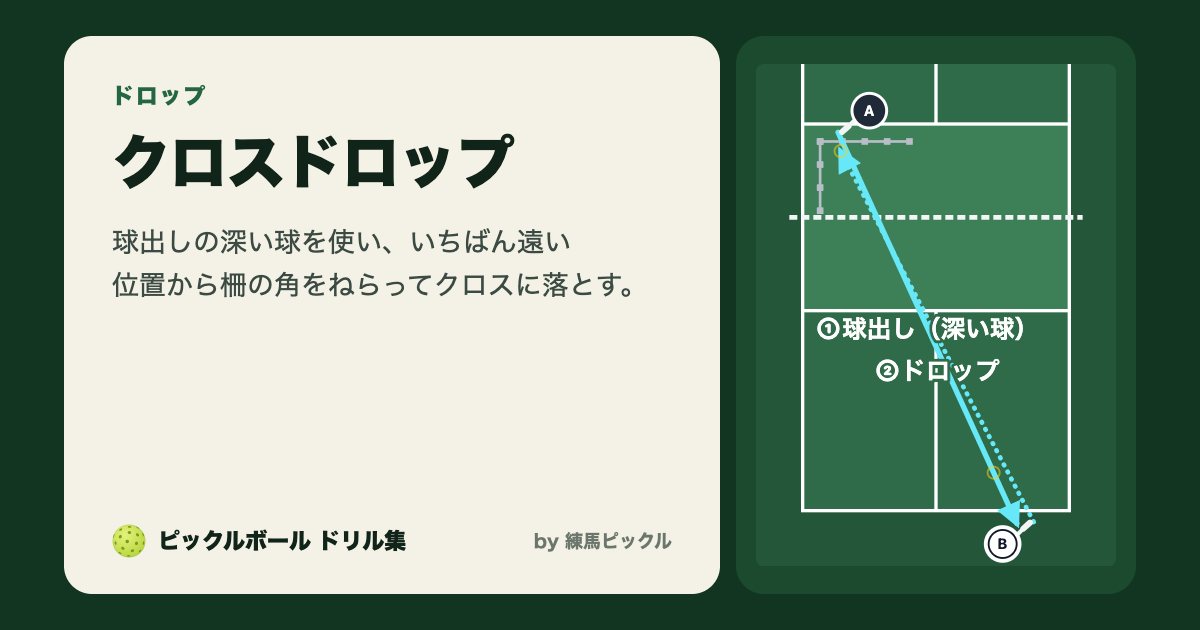 ドロップ
クロスドロップ
球出しの深い球を使い、いちばん遠い
位置から柵の角をねらってクロスに落とす。
ピックルボール ドリル集
by 練馬ピックル
A
①球出し（深い球）
②ドロップ
B